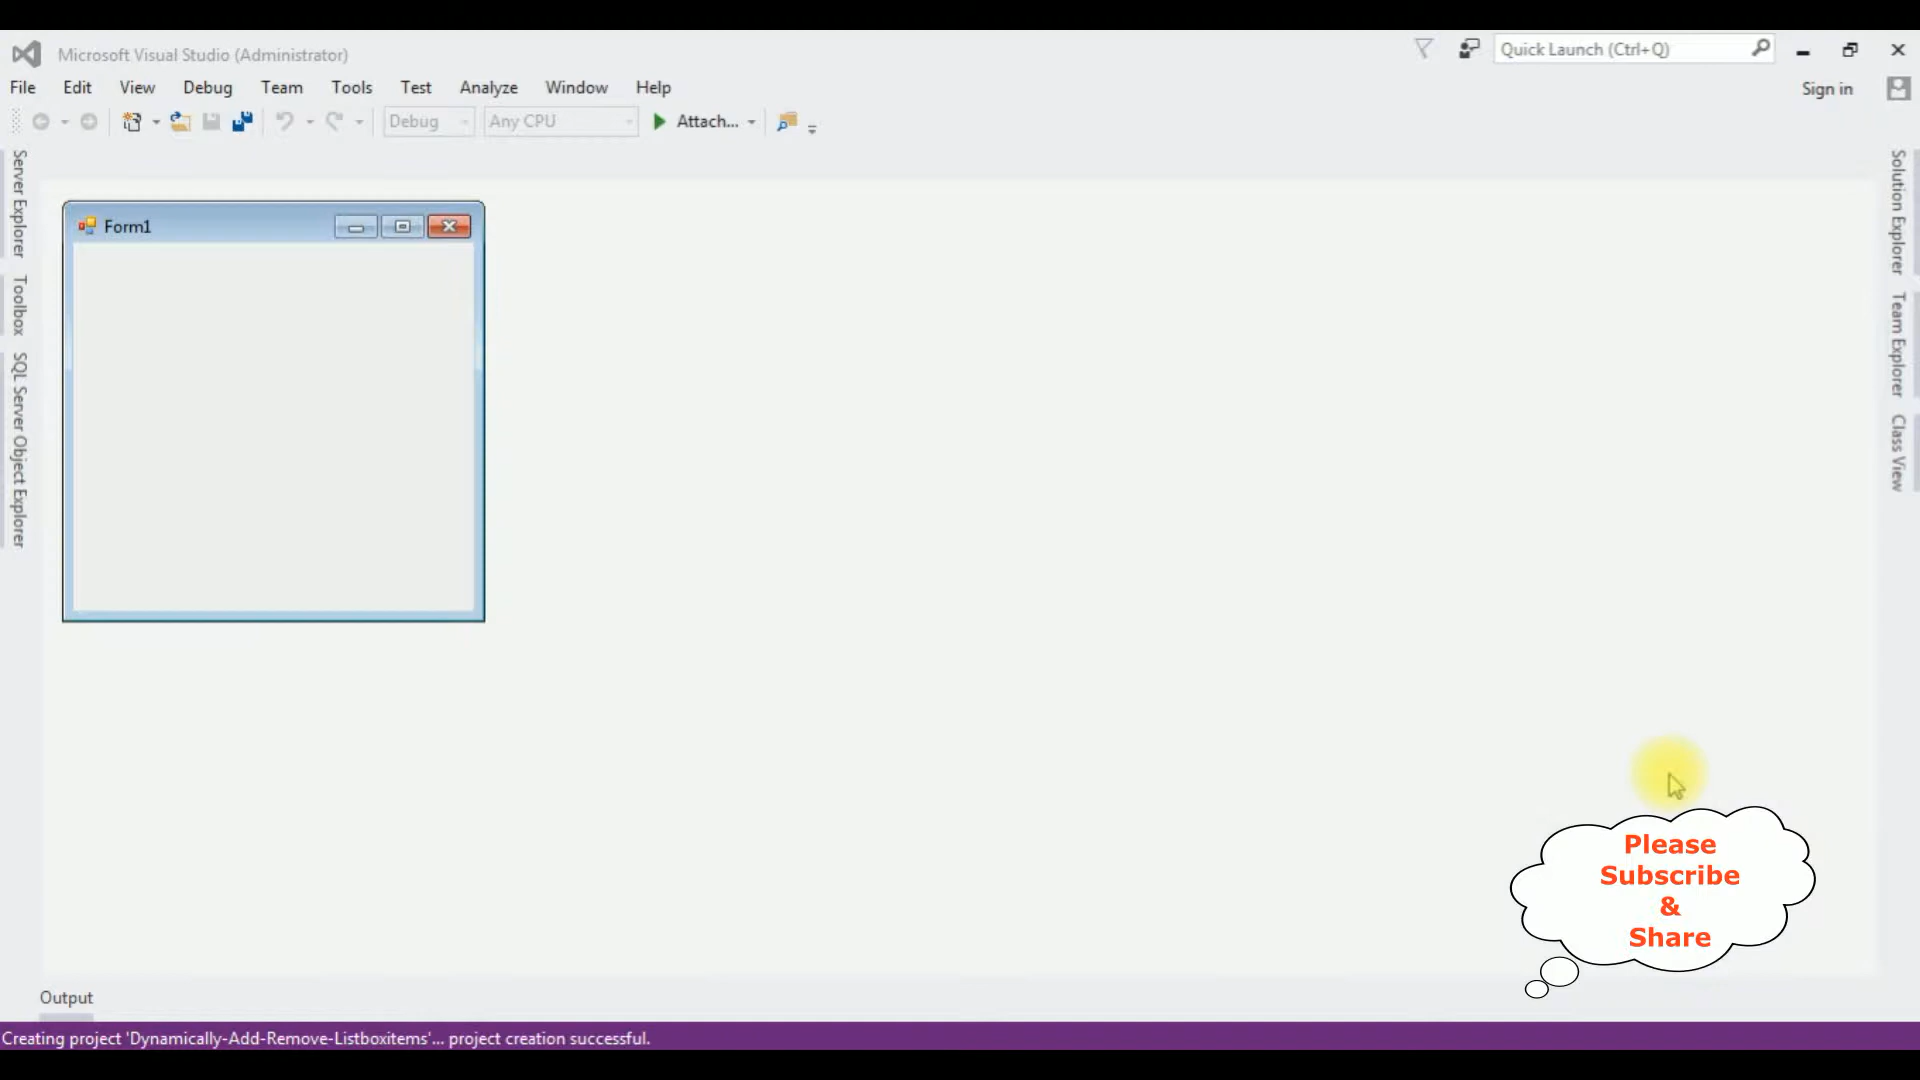 Microsoft Visual Studio (Administrator)
Quick Launch (Ctrl+Q)
File Edit View Debug Team Tools Test Analyze Window Help
Sign in
Debug Any CPU Attach...
Server Explorer
Toolbox
SQL Server Object Explorer
Form1
Solution Explorer
Team Explorer
Class View
Please
Subscribe
&
Share
Output
Creating project 'Dynamically-Add-Remove-Listboxitems'... project creation successful.